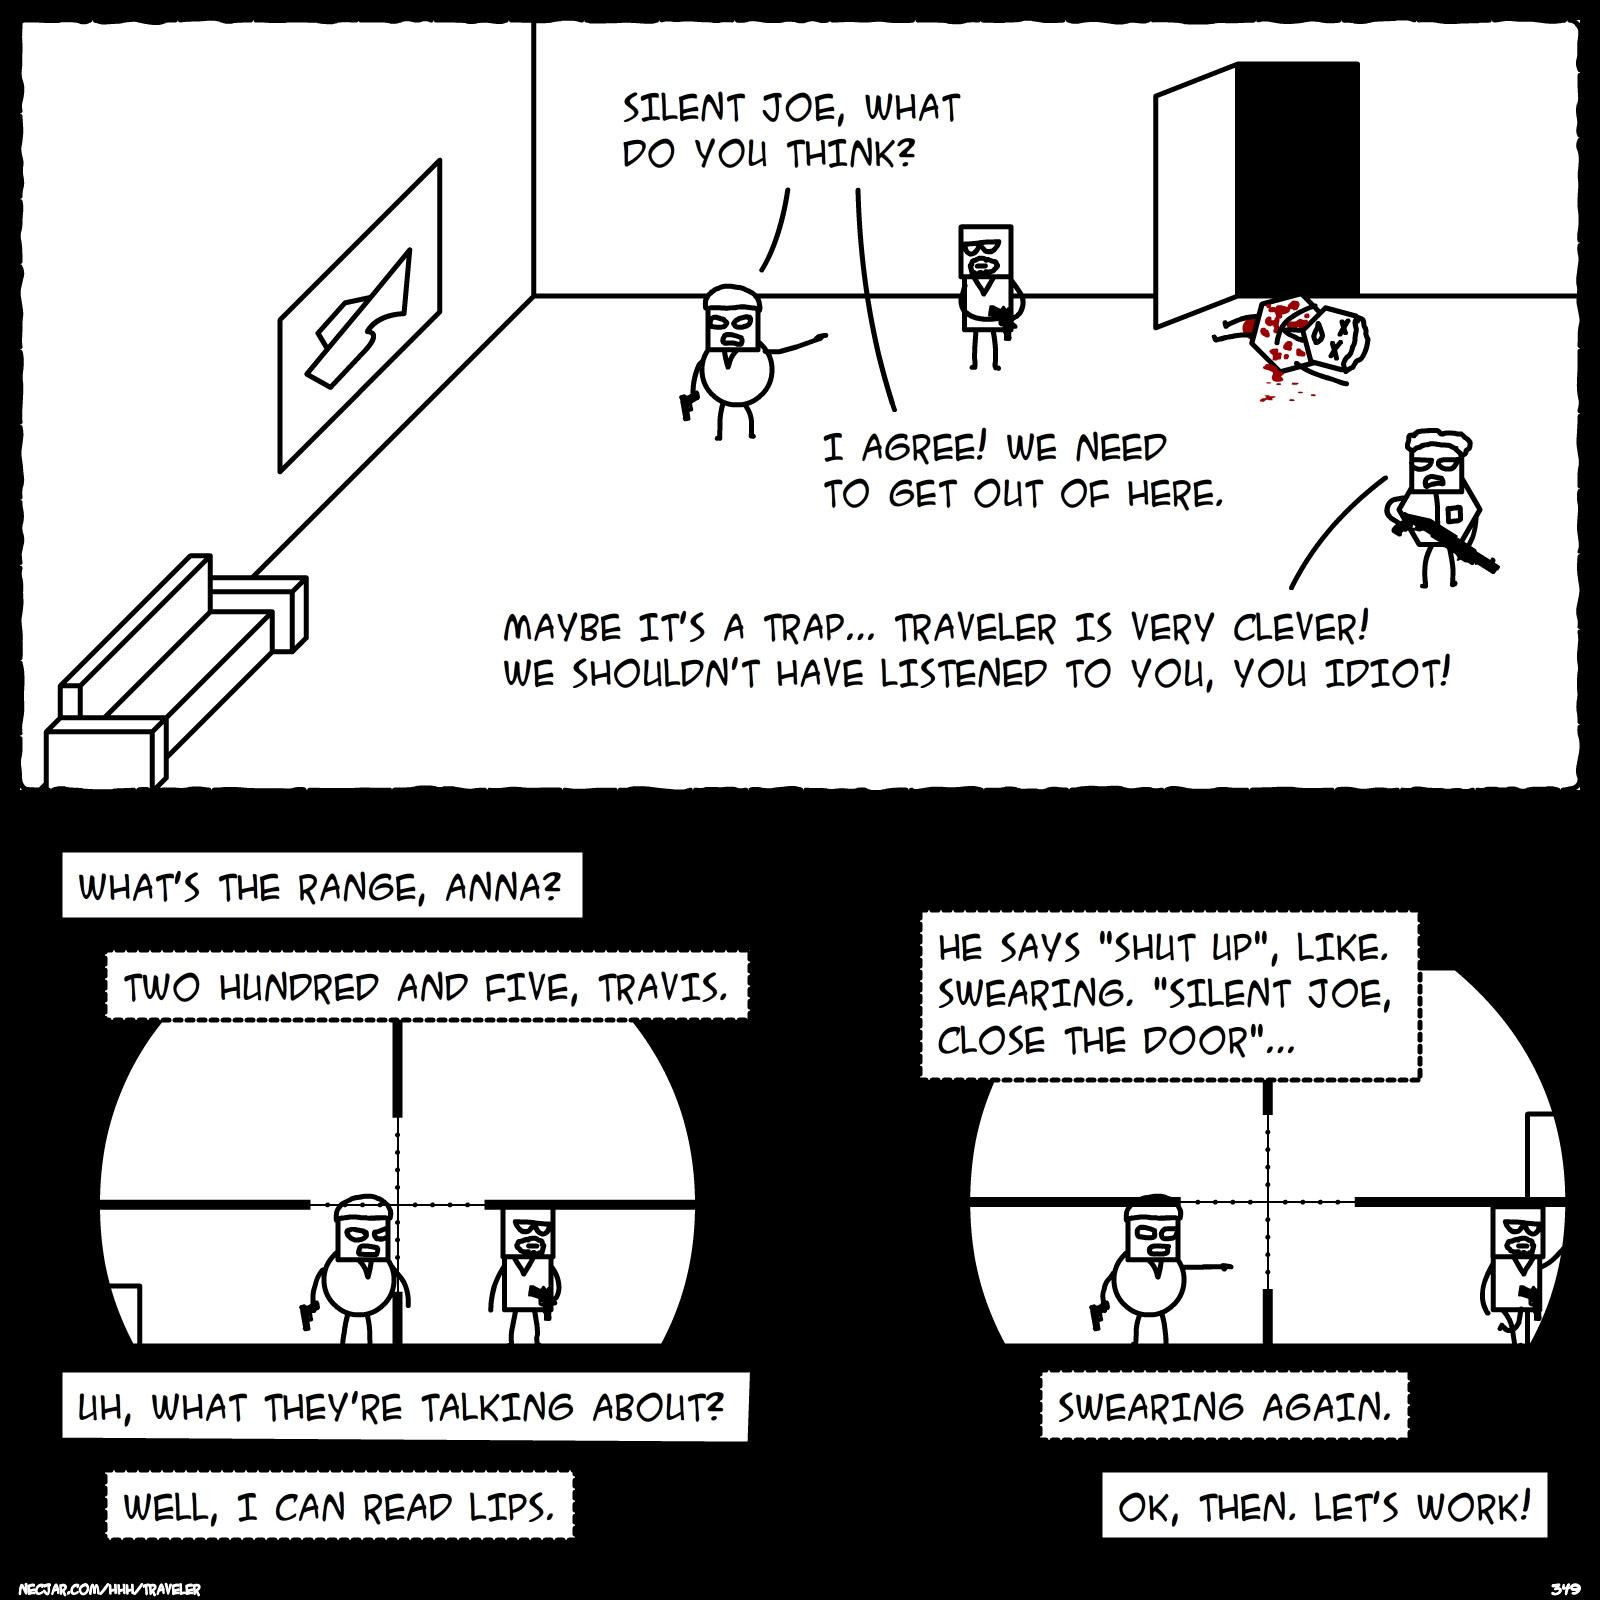 SILENT JOE, WHAT
DO YOU THINK?
I AGREE! WE NEED
TO GET OUT OF HERE.
MAYBE IT'S A TRAP... TRAVELER IS VERY CLEVER!
WE SHOULDN'T HAVE LISTENED TO YOU, YOU IDIOT!
WHAT'S THE RANGE, ANNA?
TWO HUNDRED AND FIVE, TRAVIS.
UH, WHAT THEY'RE TALKING ABOUT?
WELL, I CAN READ LIPS.
HE SAYS "SHUT UP", LIKE.
SWEARING. "SILENT JOE,
CLOSE THE DOOR"...
SWEARING AGAIN.
OK, THEN. LET'S WORK!
NECJAR.COM/HHH/TRAVELER
349